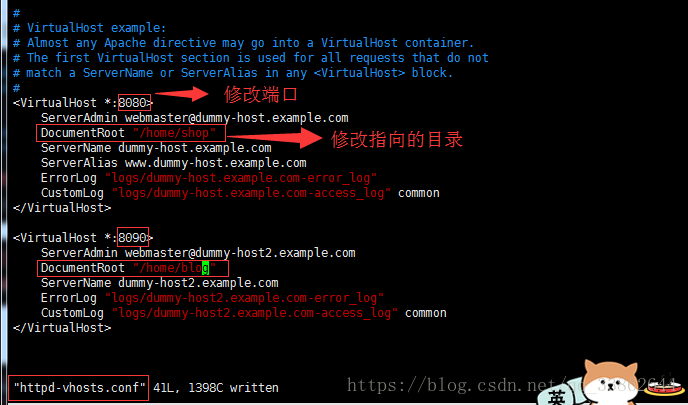 #
# VirtualHost example:
# Almost any Apache directive may go into a VirtualHost container.
# The first VirtualHost section is used for all requests that do not
# match a ServerName or ServerAlias in any <VirtualHost> block.
#
<VirtualHost *:8080> 修改端口
ServerAdmin webmaster@dummy-host.example.com
DocumentRoot "/home/shop" 修改指向的目录
ServerName dummy-host.example.com
ServerAlias www.dummy-host.example.com
ErrorLog "logs/dummy-host.example.com-error_log"
CustomLog "logs/dummy-host.example.com-access_log" common
</VirtualHost>
<VirtualHost *:8090>
ServerAdmin webmaster@dummy-host2.example.com
DocumentRoot "/home/blog"
ServerName dummy-host2.example.com
ErrorLog "logs/dummy-host2.example.com-error_log"
CustomLog "logs/dummy-host2.example.com-access_log" common
</VirtualHost>
"httpd-vhosts.conf" 41L, 1398C written
英